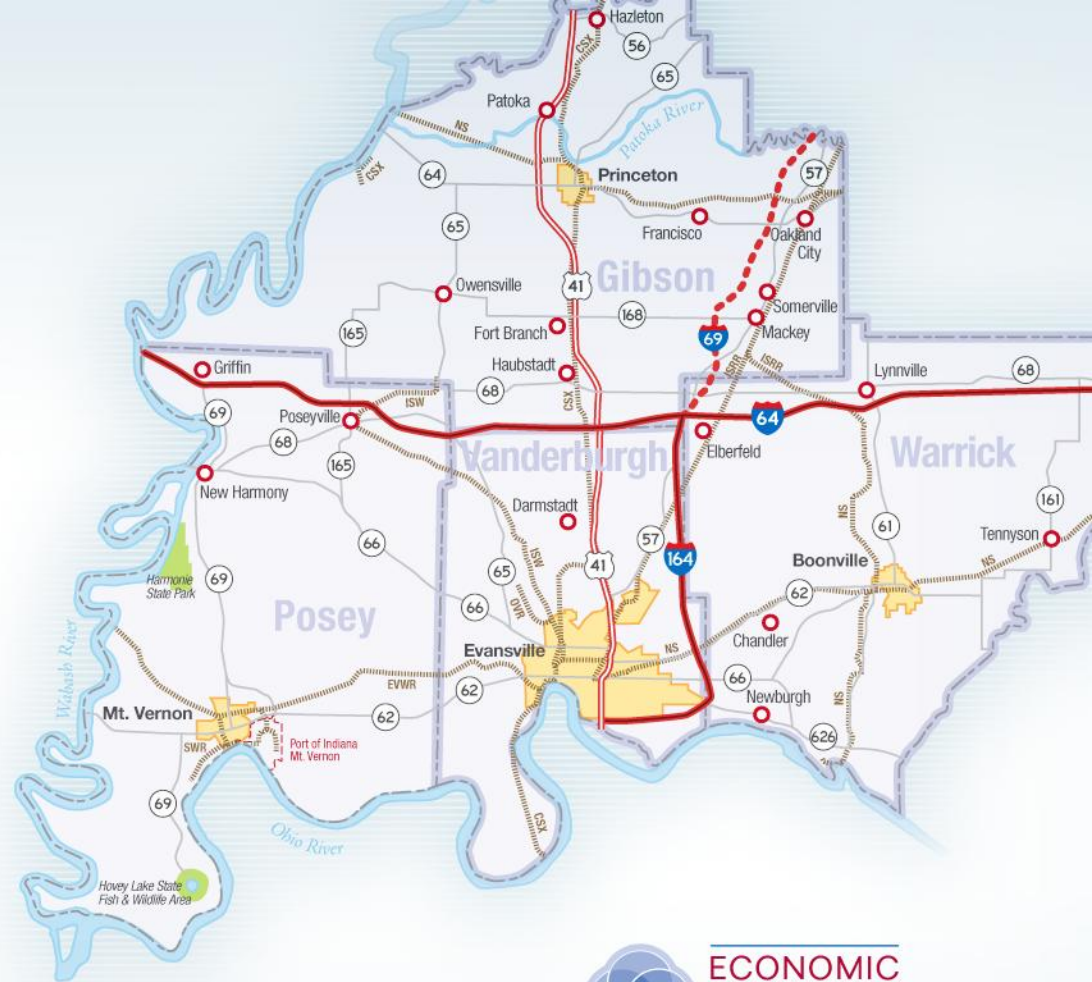 Hazleton
CSX
56
65
Patoka
Patoka River
NS
CSX
64
57
Princeton
65
Francisco
Oakland
City
Gibson
41
Owensville
Somerville
168
Fort Branch
Mackey
165
69
Haubstadt
ISRR
ISRR
Griffin
Lynnville
68
68
ISW
CSX
69
Poseyville
64
68
Vanderburgh
Elberfeld
Warrick
165
New Harmony
161
Darmstadt
NS
61
Tennyson
66
57
41
164
Boonville
NS
ISW
65
Harmonie
State Park
69
62
OVR
66
Posey
Chandler
Evansville
NS
Wabash River
66
EVWR
62
Newburgh
NS
Mt. Vernon
62
626
SWR
Port of Indiana
Mt. Vernon
69
CSX
Ohio River
Hovey Lake State
Fish & Wildlife Area
ECONOMIC